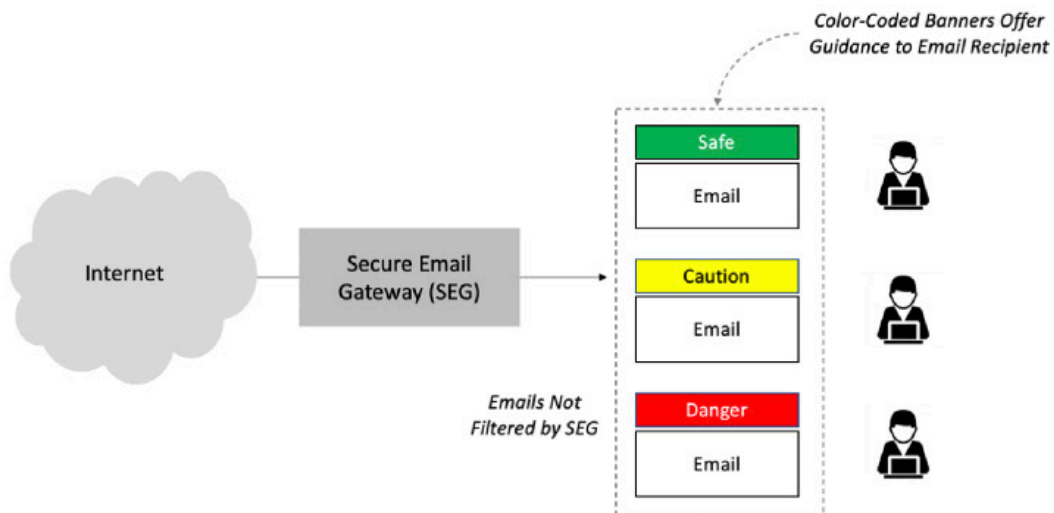 Color-Coded Banners Offer
Guidance to Email Recipient
Safe
Email
Internet
Secure Email
Gateway (SEG)
Caution
Email
Emails Not
Filtered by SEG
Danger
Email